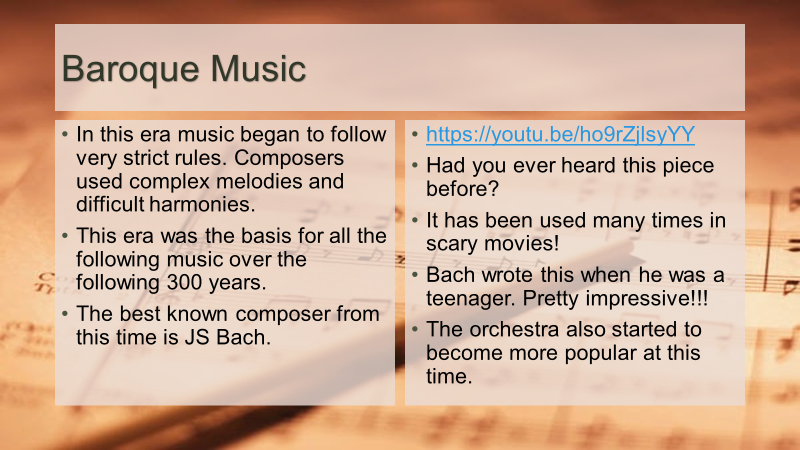 Baroque Music
• In this era music began to follow
very strict rules. Composers
used complex melodies and
difficult harmonies.
• This era was the basis for all the
following music over the
following 300 years.
• The best known composer from
this time is JS Bach.
• https://youtu.be/ho9rZjlsyYY
• Had you ever heard this piece
before?
• It has been used many times in
scary movies!
• Bach wrote this when he was a
teenager. Pretty impressive!!!
• The orchestra also started to
become more popular at this
time.